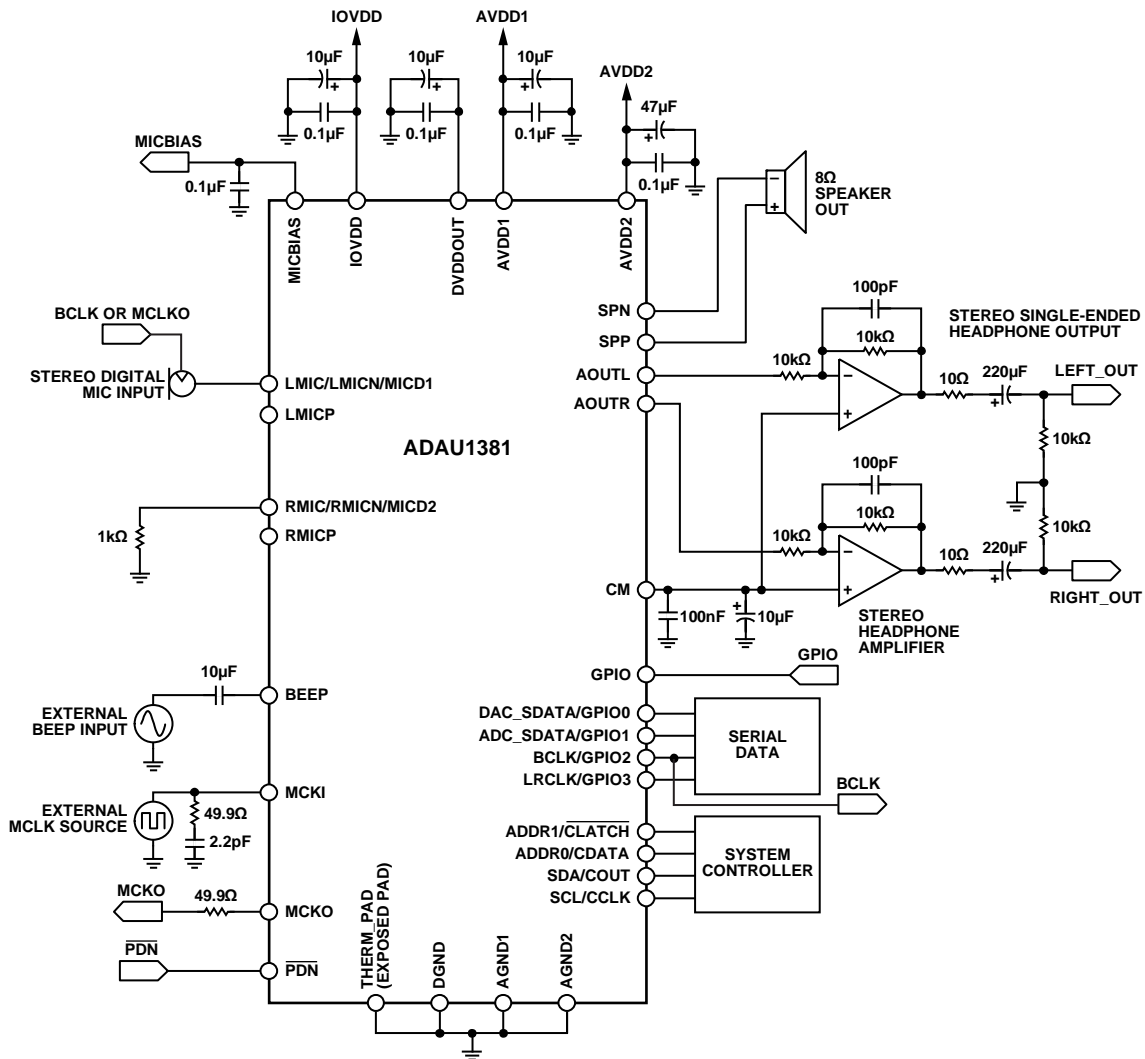 IOVDD
AVDD1
10µF
10µF
10µF
AVDD2
+
+
+
47µF
+
0.1µF
0.1µF
0.1µF
0.1µF
MICBIAS
0.1µF
8Ω
SPEAKER
OUT
−
+
MICBIAS
IOVDD
DVDDOUT
AVDD1
AVDD2
BCLK OR MCLKO
STEREO DIGITAL
MIC INPUT
LMIC/LMICN/MICD1
LMICP
ADAU1381
RMIC/RMICN/MICD2
RMICP
1kΩ
SPN
SPP
AOUTL
AOUTR
100pF
10kΩ
10kΩ
−
+
STEREO SINGLE-ENDED
HEADPHONE OUTPUT
10Ω
220µF
+
LEFT_OUT
10kΩ
100pF
10kΩ
10kΩ
−
+
10Ω
220µF
+
10kΩ
RIGHT_OUT
CM
100nF
+
10µF
STEREO
HEADPHONE
AMPLIFIER
GPIO
GPIO
10µF
BEEP
EXTERNAL
BEEP INPUT
DAC_SDATA/GPIO0
ADC_SDATA/GPIO1
BCLK/GPIO2
LRCLK/GPIO3
SERIAL
DATA
BCLK
MCKI
EXTERNAL
MCLK SOURCE
49.9Ω
2.2pF
ADDR1/CLATCH
ADDR0/CDATA
SDA/COUT
SCL/CCLK
SYSTEM
CONTROLLER
MCKO
49.9Ω
MCKO
PDN
PDN
THERM_PAD
(EXPOSED PAD)
DGND
AGND1
AGND2